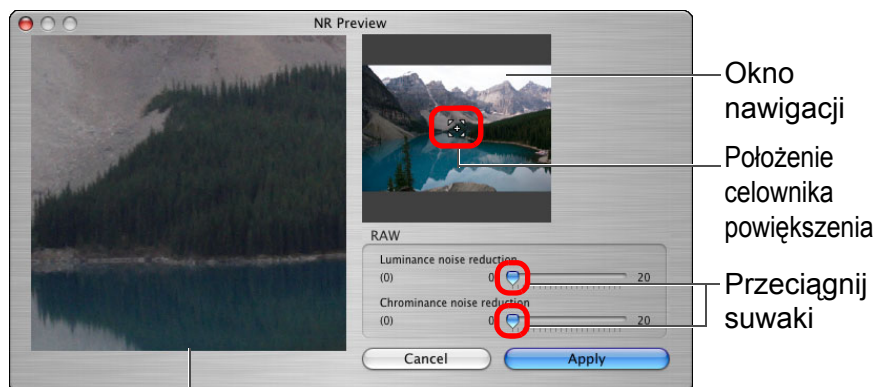 NR Preview
Okno
nawigacji
Położenie
celownika
powiększenia
RAW
Luminance noise reduction
(0) 0 20
Chrominance noise reduction
(0) 0 20
Przeciągnij
suwaki
Cancel Apply